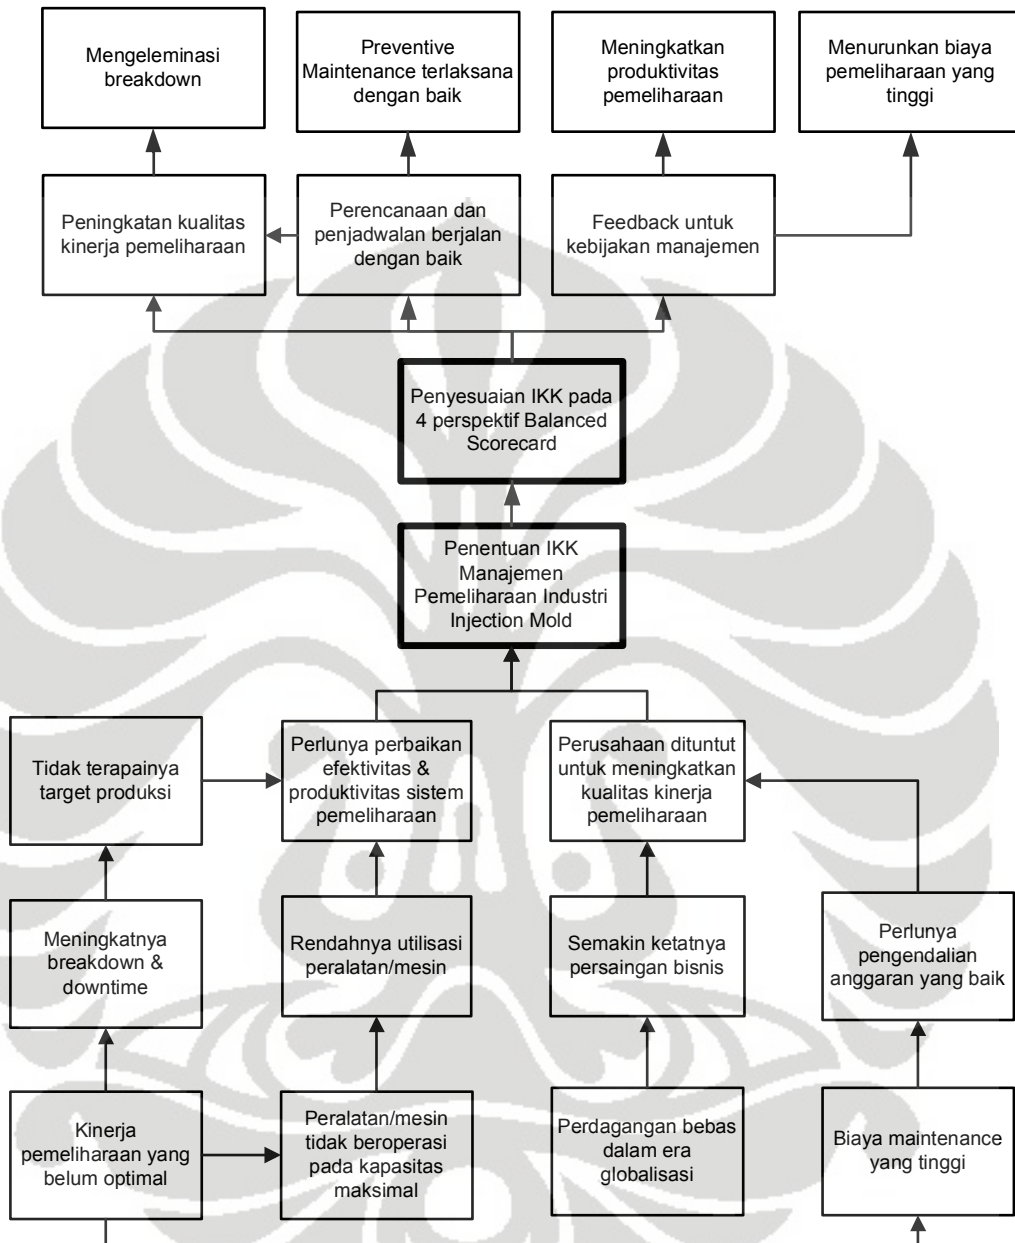 Mengeleminasi
breakdown
Preventive
Maintenance terlaksana
dengan baik
Meningkatkan
produktivitas
pemeliharaan
Menurunkan biaya
pemeliharaan yang
tinggi
Peningkatan kualitas
kinerja pemeliharaan
Perencanaan dan
penjadwalan berjalan
dengan baik
Feedback untuk
kebijakan manajemen
Penyesuaian IKK pada
4 perspektif Balanced
Scorecard
Penentuan IKK
Manajemen
Pemeliharaan Industri
Injection Mold
Tidak terapainya
target produksi
Perlunya perbaikan
efektivitas &
produktivitas sistem
pemeliharaan
Perusahaan dituntut
untuk meningkatkan
kualitas kinerja
pemeliharaan
Meningkatnya
breakdown &
downtime
Rendahnya utilisasi
peralatan/mesin
Semakin ketatnya
persaingan bisnis
Perlunya
pengendalian
anggaran yang baik
Kinerja
pemeliharaan yang
belum optimal
Peralatan/mesin
tidak beroperasi
pada kapasitas
maksimal
Perdagangan bebas
dalam era
globalisasi
Biaya maintenance
yang tinggi